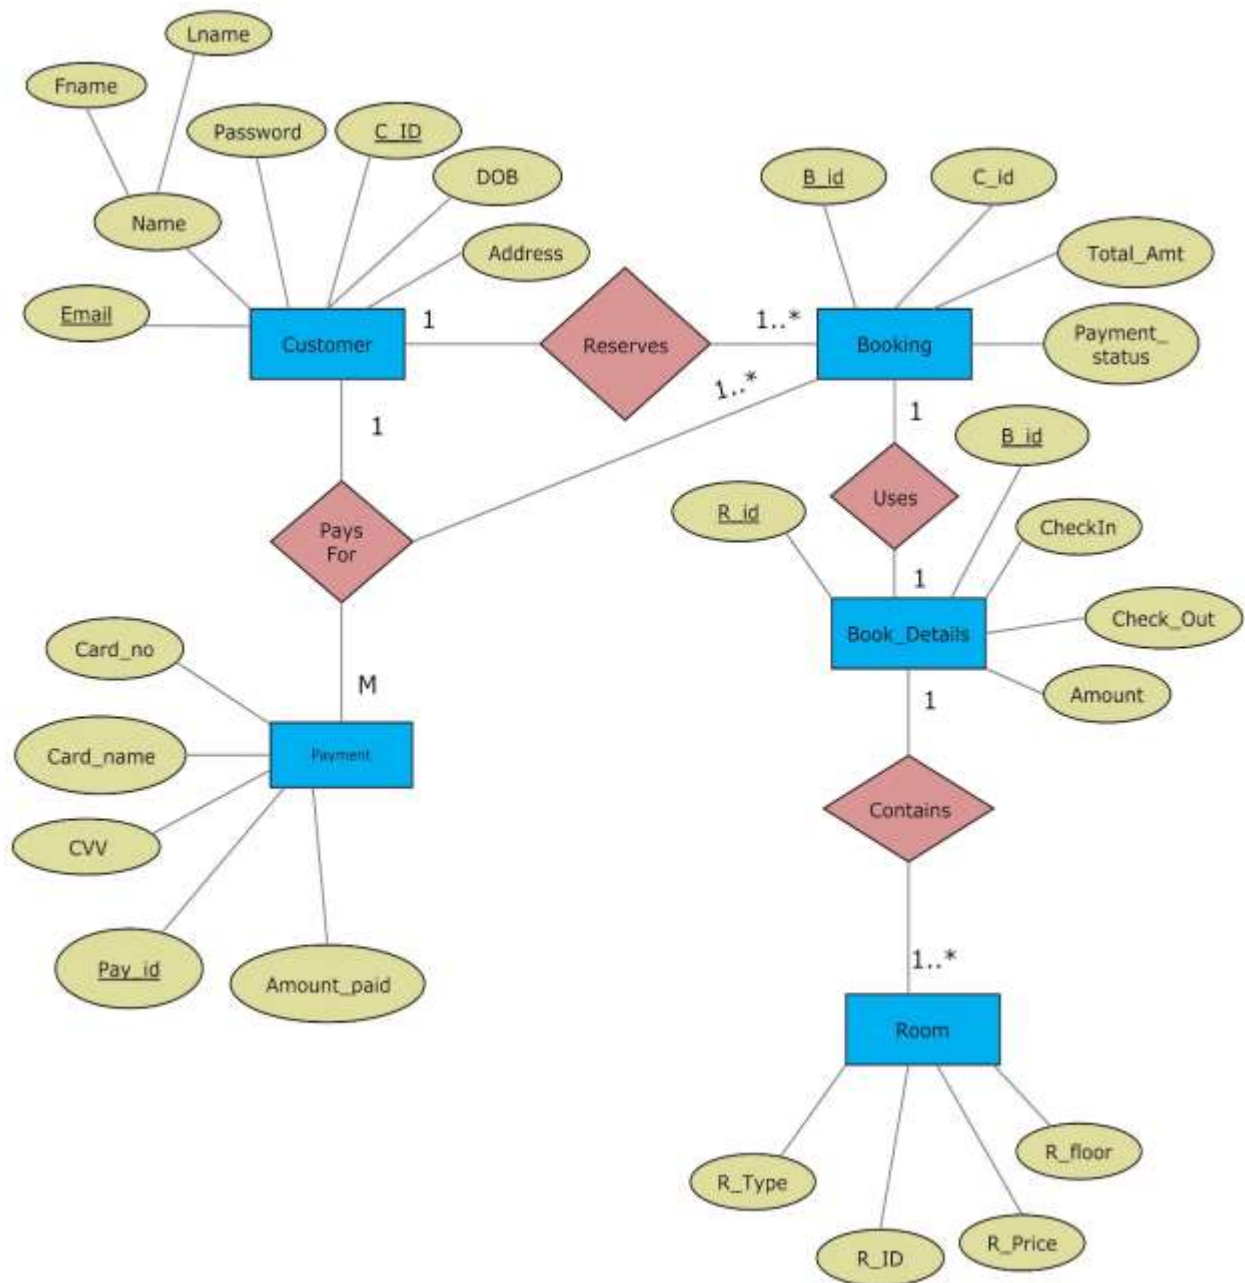 Lname
Fname
Password
C_ID
DOB
Name
Address
Email
B_id
C_id
Total_Amt
Customer
1
Reserves
1..*
Booking
Payment_
status
1..*
1
1
B_id
R_id
Uses
CheckIn
Pays
For
1
Book_Details
Check_Out
Amount
Card_no
M
1
Card_name
Payment
CVV
Contains
Pay_id
Amount_paid
1..*
Room
R_Type
R_floor
R_ID
R_Price